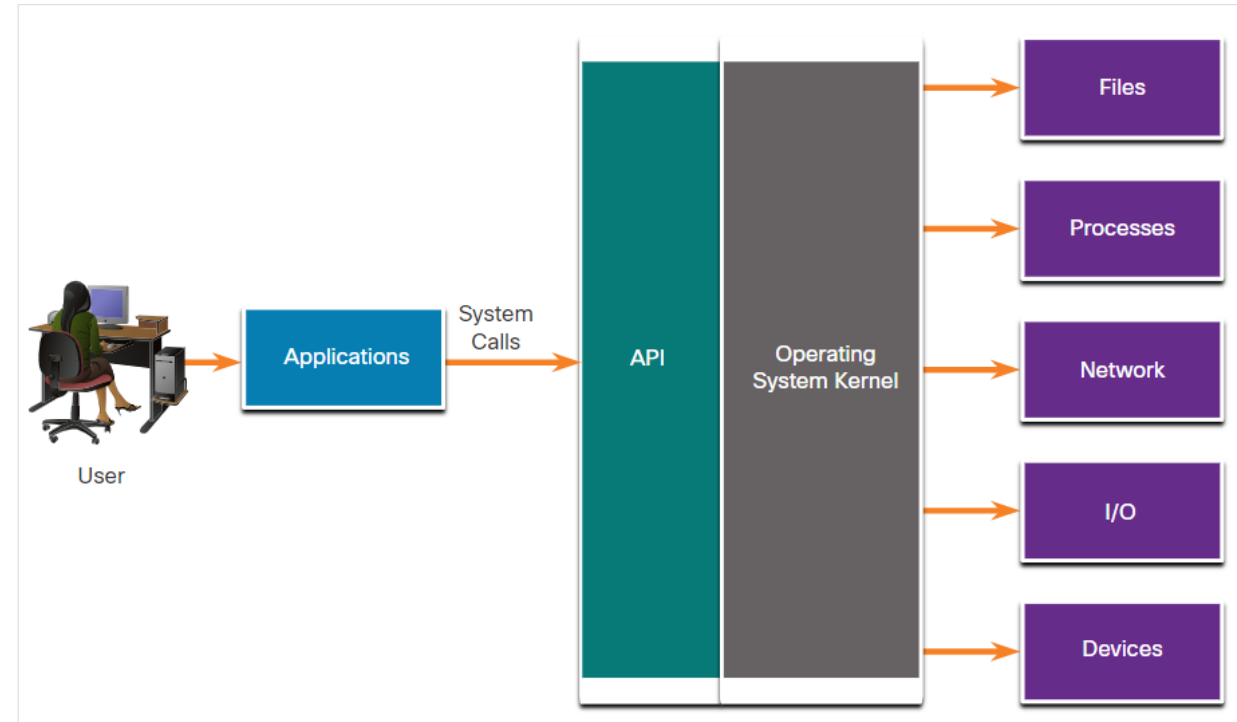 User
Applications
System
Calls
API
Operating
System Kernel
Files
Processes
Network
I/O
Devices